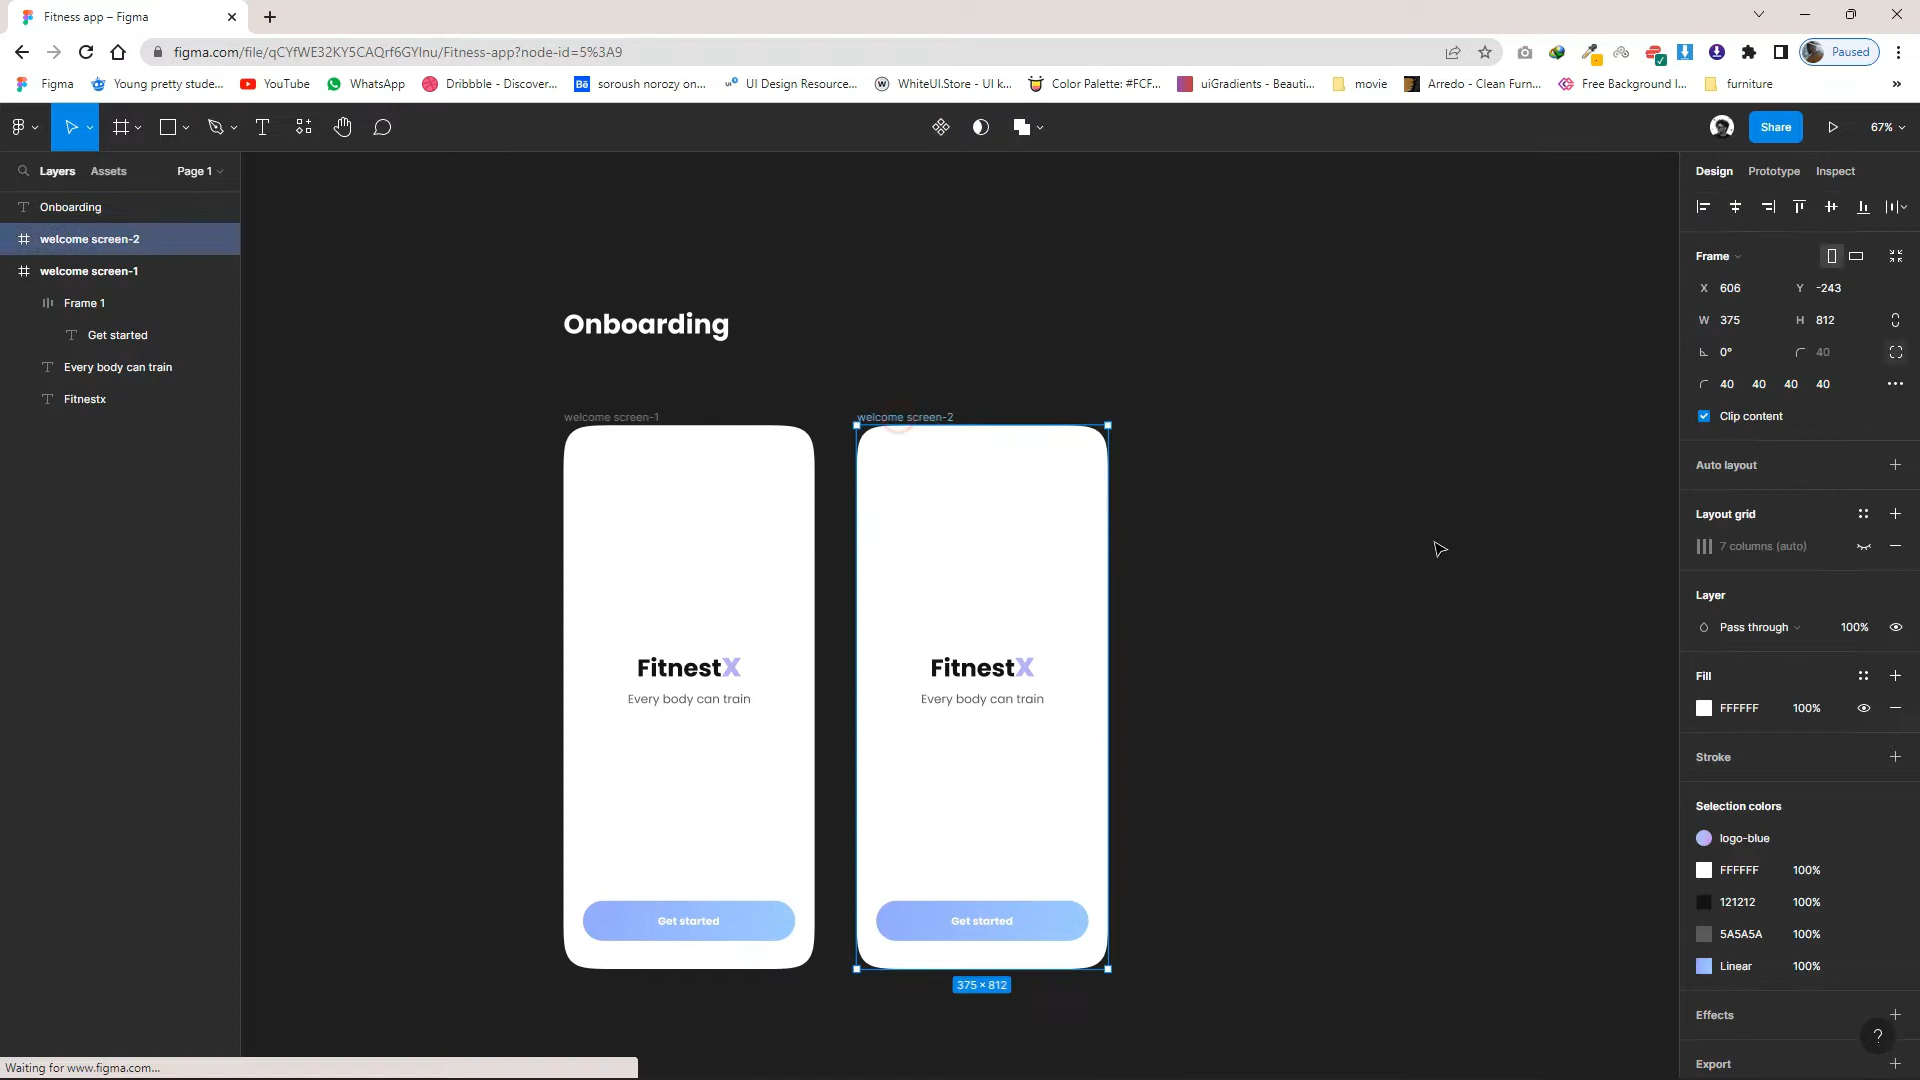 Fitness app – Figma
figma.com/file/qCYfWE32KY5CAQrf6GYInu/Fitness-app?node-id=5%3A9
Paused
Figma
Young pretty stude...
YouTube
WhatsApp
Dribbble - Discover...
Bē
soroush norozy on...
UI Design Resource...
W
WhiteUI.Store - UI k...
Color Palette: #FCF...
uiGradients - Beauti...
movie
Arredo - Clean Furn...
Free Background I...
furniture
»
Share
67%
Layers
Assets
Page 1
Onboarding
welcome screen-2
welcome screen-1
Frame 1
Get started
Every body can train
Fitnestx
Onboarding
welcome screen-1
FitnestX
Every body can train
Get started
welcome screen-2
FitnestX
Every body can train
Get started
375 × 812
Design
Prototype
Inspect
Frame
X 606 Y -243
W 375 H 812
0° 40
40 40 40 40
Clip content
Auto layout
Layout grid
7 columns (auto)
Layer
Pass through 100%
Fill
FFFFFF 100%
Stroke
Selection colors
logo-blue
FFFFFF 100%
121212 100%
5A5A5A 100%
Linear 100%
Effects
?
Export
Waiting for www.figma.com...